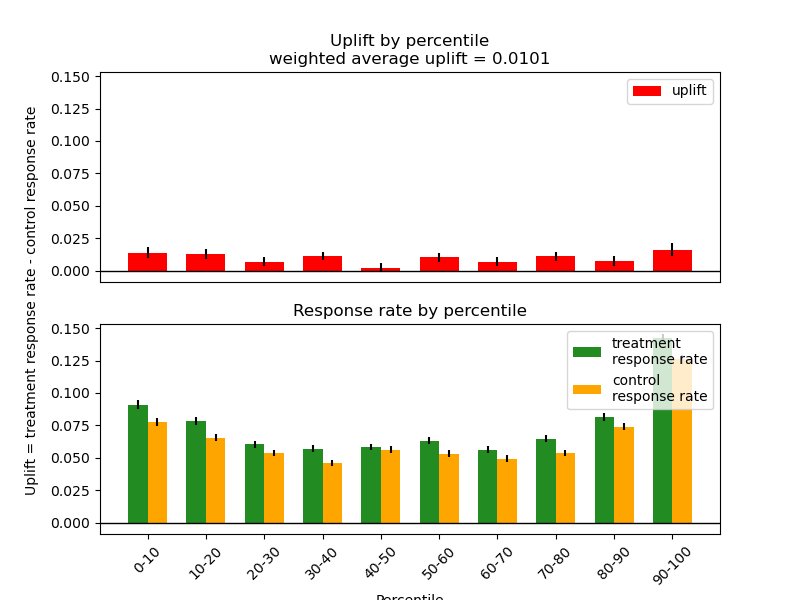 Uplift by percentile
weighted average uplift = 0.0101
uplift
0.150
0.125
0.100
0.075
0.050
0.025
0.000
Uplift = treatment response rate - control response rate
Response rate by percentile
treatment
response rate
control
response rate
0.150
0.125
0.100
0.075
0.050
0.025
0.000
0-10
10-20
20-30
30-40
40-50
50-60
60-70
70-80
80-90
90-100
Percentile